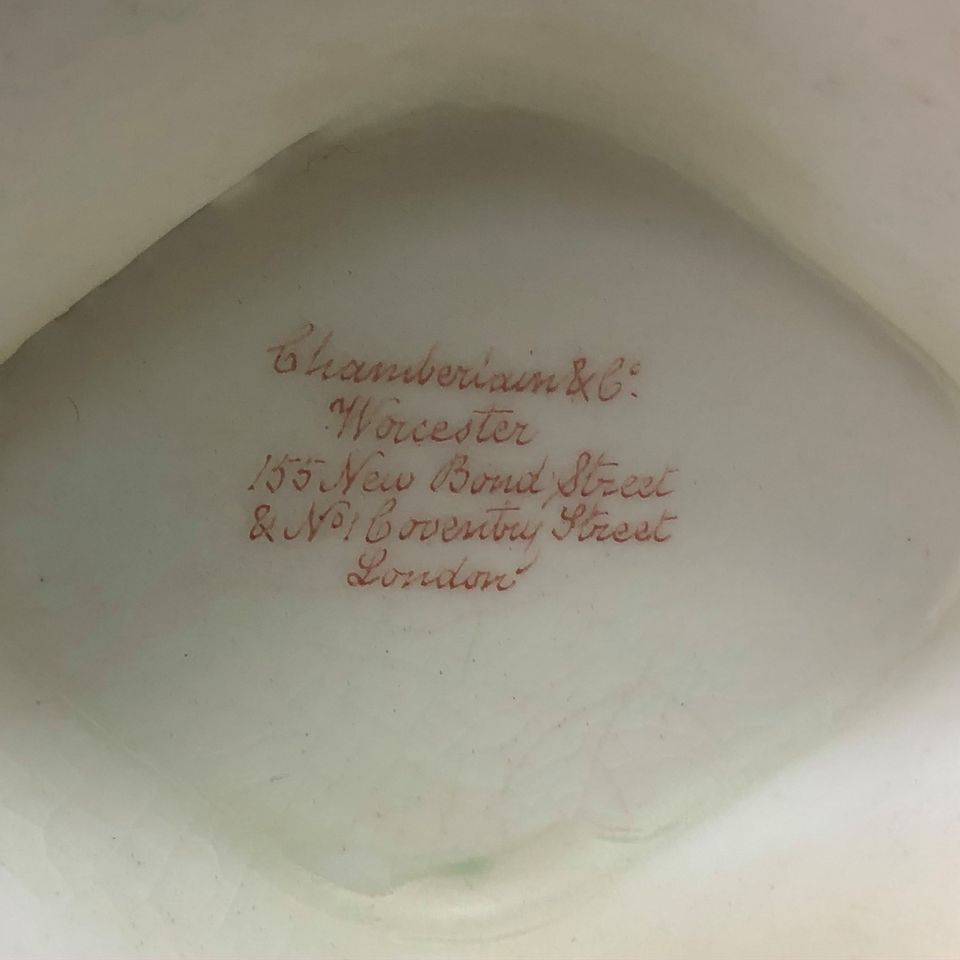 Chamberlain & Co.
Worcester
155 New Bond Street
& No 1 Coventry Street
London